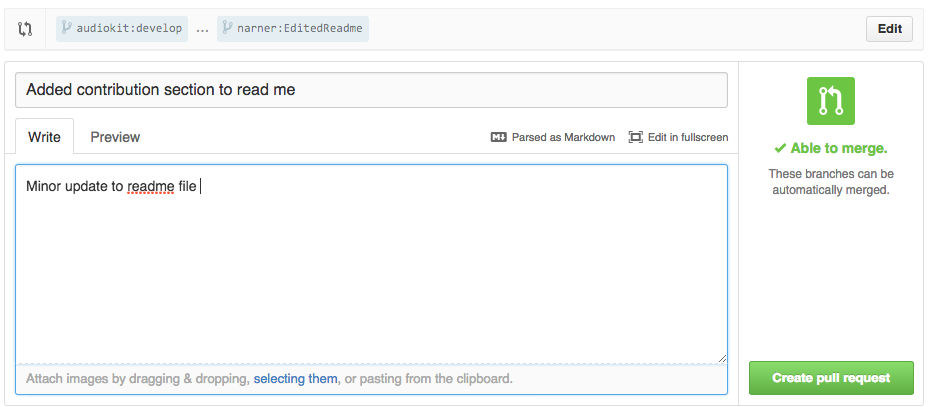 audiokit:develop ... narner:EditedReadme Edit
Added contribution section to read me
Write Preview Parsed as Markdown Edit in fullscreen
Minor update to readme file
Able to merge.
These branches can be
automatically merged.
Attach images by dragging & dropping, selecting them, or pasting from the clipboard.
Create pull request